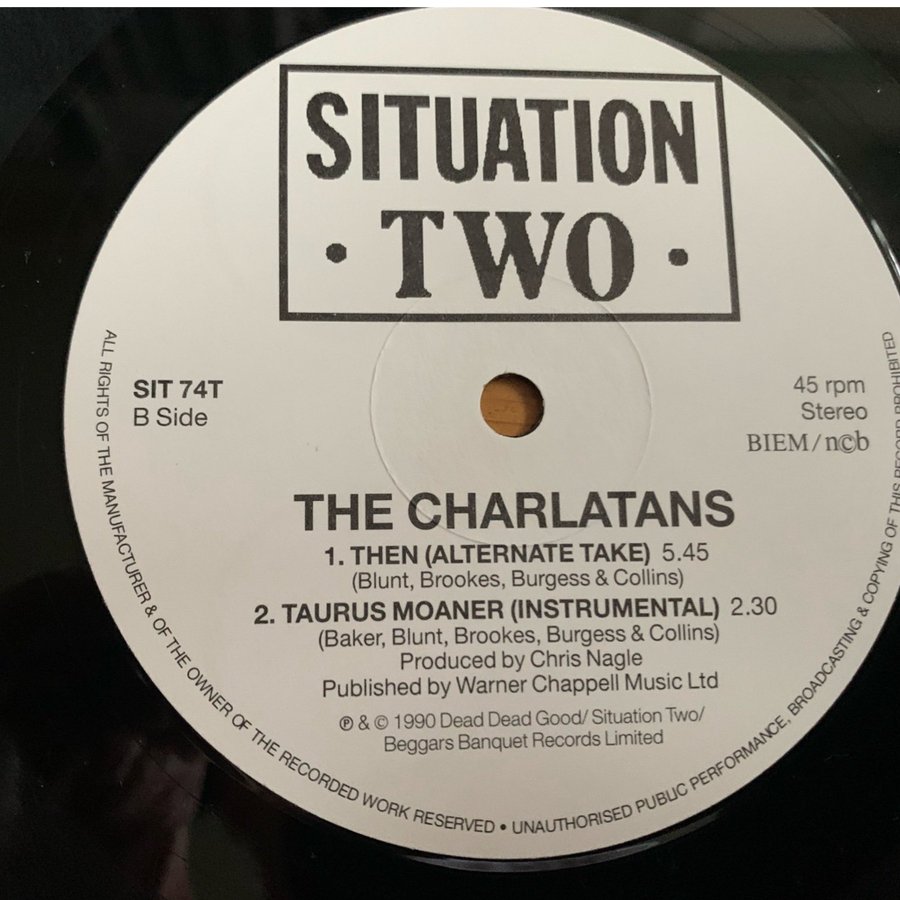 SITUATION
· TWO ·
SIT 74T
B Side
45 rpm
Stereo
BIEM/n©b
THE CHARLATANS
1. THEN (ALTERNATE TAKE) 5.45
(Blunt, Brookes, Burgess & Collins)
2. TAURUS MOANER (INSTRUMENTAL) 2.30
(Baker, Blunt, Brookes, Burgess & Collins)
Produced by Chris Nagle
Published by Warner Chappell Music Ltd
℗ & © 1990 Dead Dead Good/ Situation Two/
Beggars Banquet Records Limited
ALL RIGHTS OF THE MANUFACTURER & OF THE OWNER OF THE RECORDED WORK RESERVED • UNAUTHORISED PUBLIC PERFORMANCE, BROADCASTING & COPYING OF THIS RECORD PROHIBITED